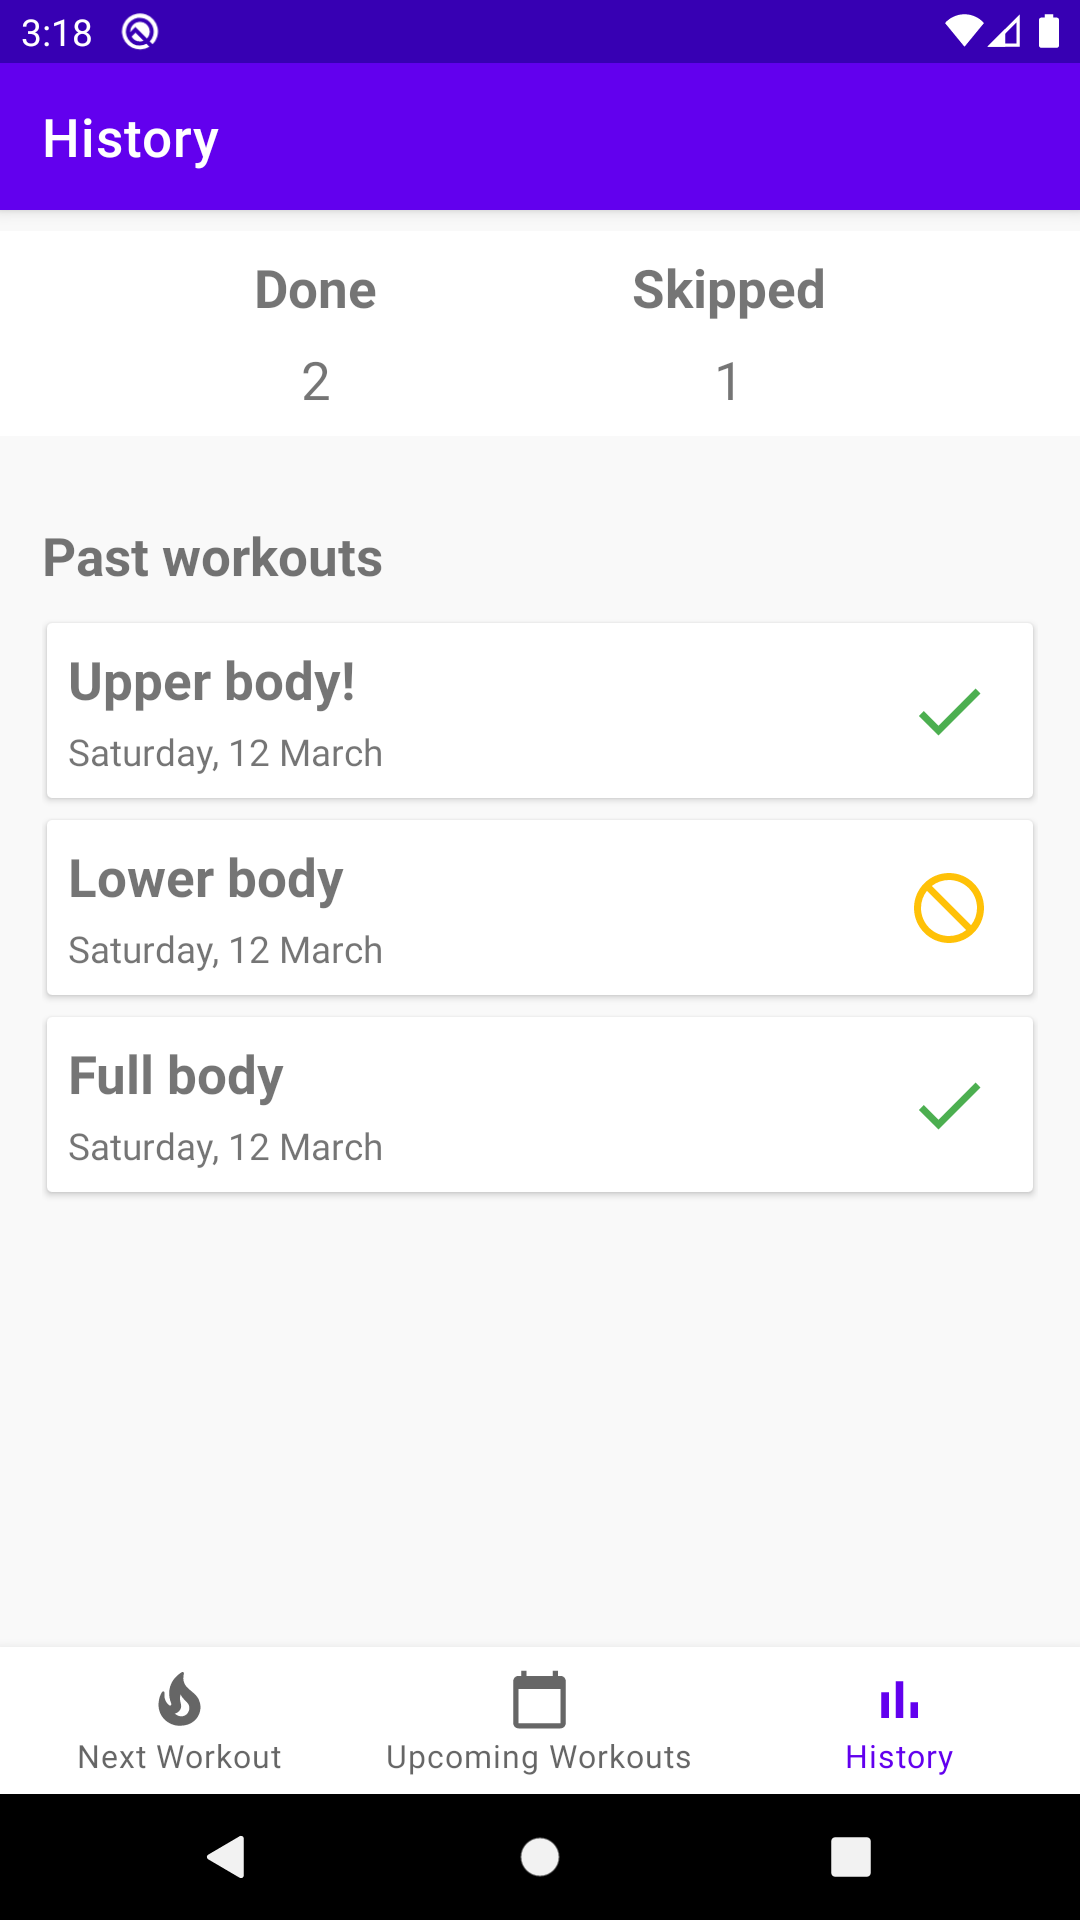 3:18
History
Done Skipped
2 1
Past workouts
Upper body!
Saturday, 12 March
Lower body
Saturday, 12 March
Full body
Saturday, 12 March
Next Workout Upcoming Workouts History